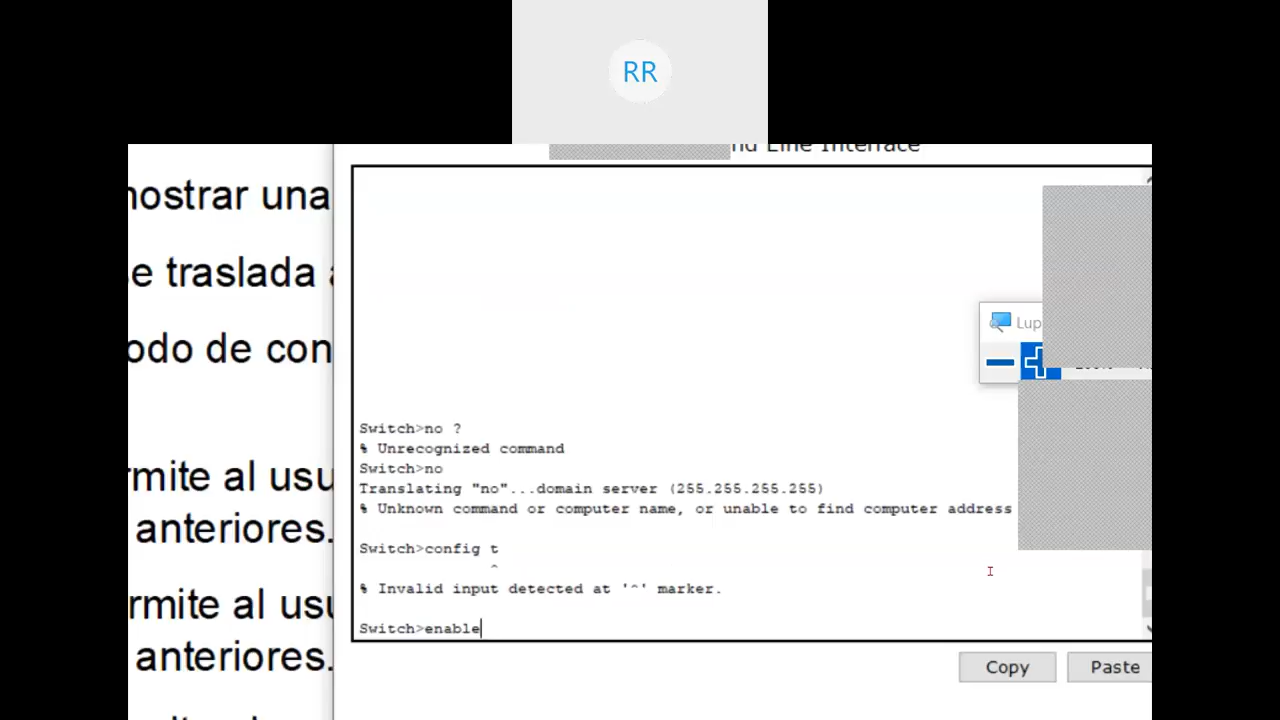 RR
nd Line Interface
nostrar una
se traslada
odo de con
rmite al usu
anteriores.
rmite al usu
anteriores.
Lup
Switch>no ?
% Unrecognized command
Switch>no
Translating "no"...domain server (255.255.255.255)
% Unknown command or computer name, or unable to find computer address
Switch>config t
^
% Invalid input detected at '^' marker.
Switch>enable
Copy
Paste